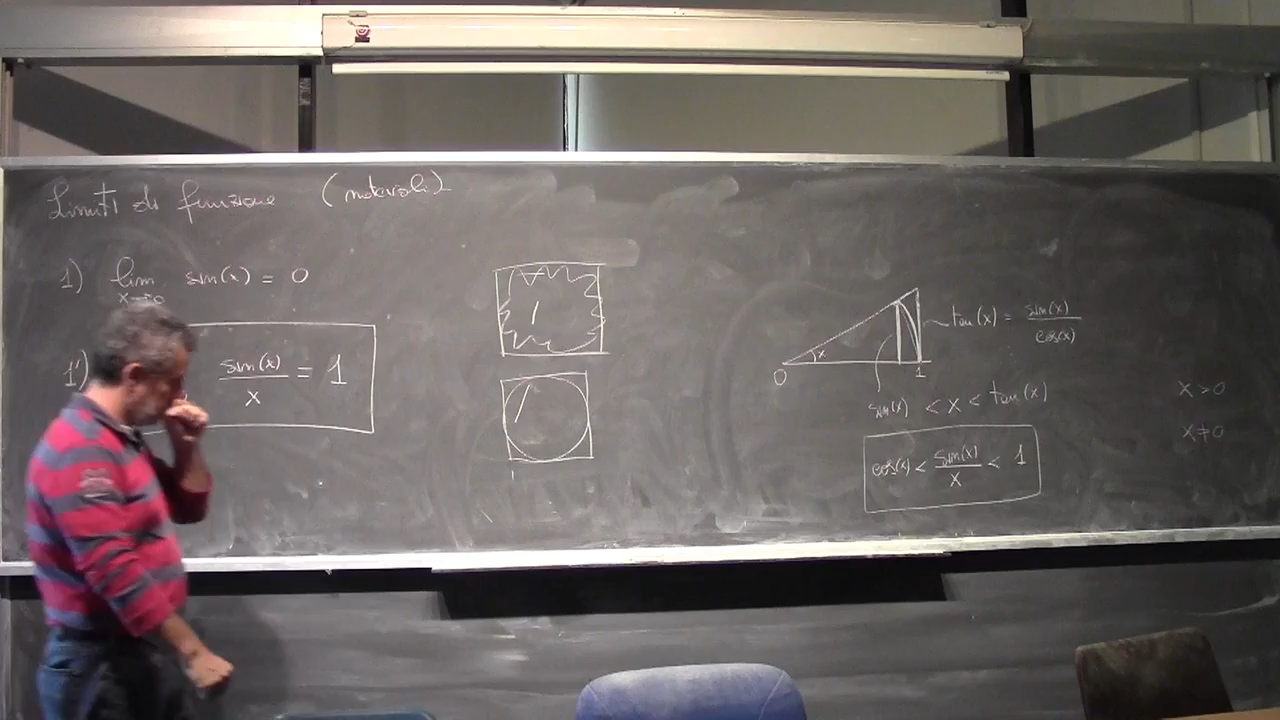 Limiti di funzione (notevoli)
1) lim sin(x) = 0
x→0
1') sin(x)/x = 1
tan(x) = sin(x)/cos(x)
x
0 1
sin(x) < x < tan(x)
cos(x) < sin(x)/x < 1
x > 0
x ≠ 0